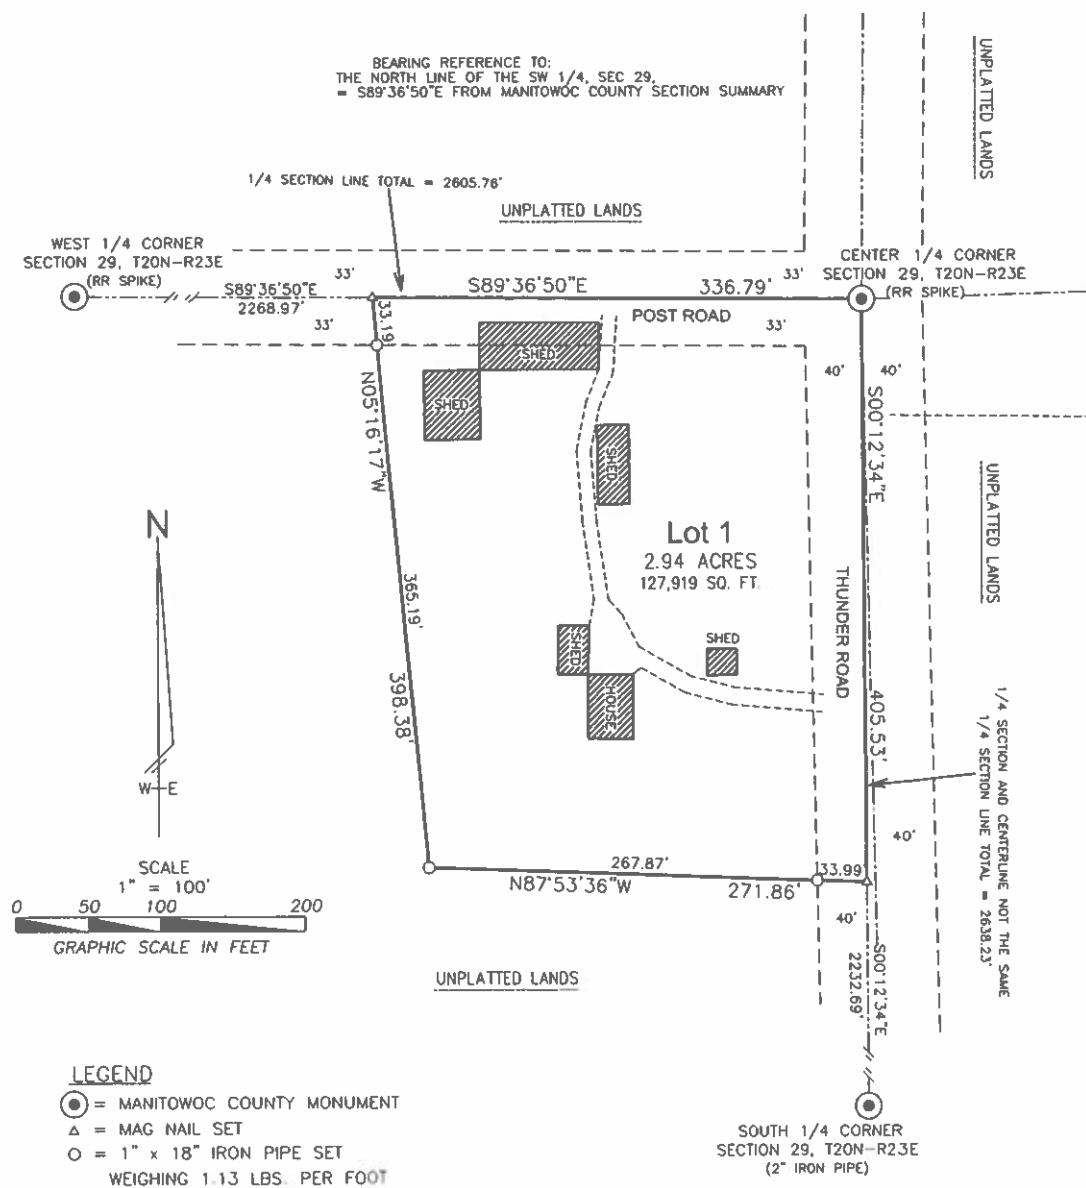 BEARING REFERENCE TO:
THE NORTH LINE OF THE SW 1/4, SEC 29,
= S89°36'50"E FROM MANITOWOC COUNTY SECTION SUMMARY
UNPLATTED LANDS
1/4 SECTION LINE TOTAL = 2605.76'
UNPLATTED LANDS
WEST 1/4 CORNER
SECTION 29, T20N-R23E
(RR SPIKE)
CENTER 1/4 CORNER
SECTION 29, T20N-R23E
(RR SPIKE)
33'
33'
S89°36'50"E
2268.97'
S89°36'50"E
336.79'
POST ROAD
33'
33'
33.19'
SHED
SHED
40'
40'
N05°16'17"W
S00°12'34"E
SHED
UNPLATTED LANDS
Lot 1
2.94 ACRES
127,919 SQ. FT.
N
365.19'
THUNDER ROAD
SHED
SHED
HOUSE
398.38'
405.53'
1/4 SECTION AND CENTERLINE NOT THE SAME
1/4 SECTION LINE TOTAL = 2638.23'
W E
40'
267.87'
33.99'
N87°53'36"W
271.86'
40'
SCALE
1" = 100'
0 50 100 200
GRAPHIC SCALE IN FEET
S00°12'34"E
2232.69'
UNPLATTED LANDS
LEGEND
= MANITOWOC COUNTY MONUMENT
= MAG NAIL SET
= 1" x 18" IRON PIPE SET
WEIGHING 1.13 LBS. PER FOOT
SOUTH 1/4 CORNER
SECTION 29, T20N-R23E
(2" IRON PIPE)